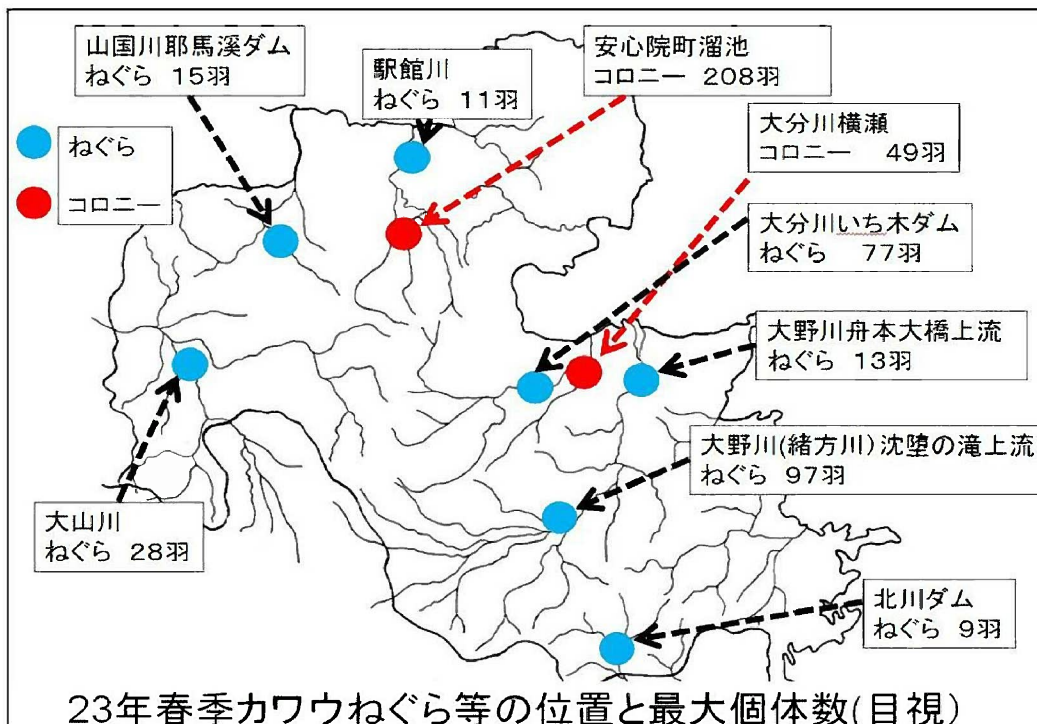 山国川耶馬溪ダム
ねぐら 15羽
駅館川
ねぐら 11羽
安心院町溜池
コロニー 208羽
大分川横瀬
コロニー 49羽
ねぐら
コロニー
大分川いち木ダム
ねぐら 77羽
大野川舟本大橋上流
ねぐら 13羽
大野川(緒方川)沈堕の滝上流
ねぐら 97羽
大山川
ねぐら 28羽
北川ダム
ねぐら 9羽
23年春季カワウねぐら等の位置と最大個体数(目視)